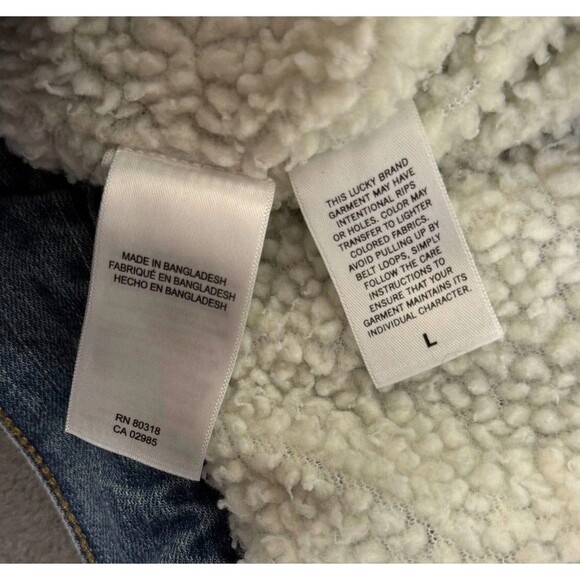 MADE IN BANGLADESH
FABRIQUÉ EN BANGLADESH
HECHO EN BANGLADESH
RN 80318
CA 02985
THIS LUCKY BRAND
GARMENT MAY HAVE
INTENTIONAL RIPS
OR HOLES. COLOR MAY
TRANSFER TO LIGHTER
COLORED FABRICS.
AVOID PULLING UP BY
BELT LOOPS, SIMPLY
FOLLOW THE CARE
INSTRUCTIONS TO
ENSURE THAT YOUR
GARMENT MAINTAINS ITS
INDIVIDUAL CHARACTER.
L